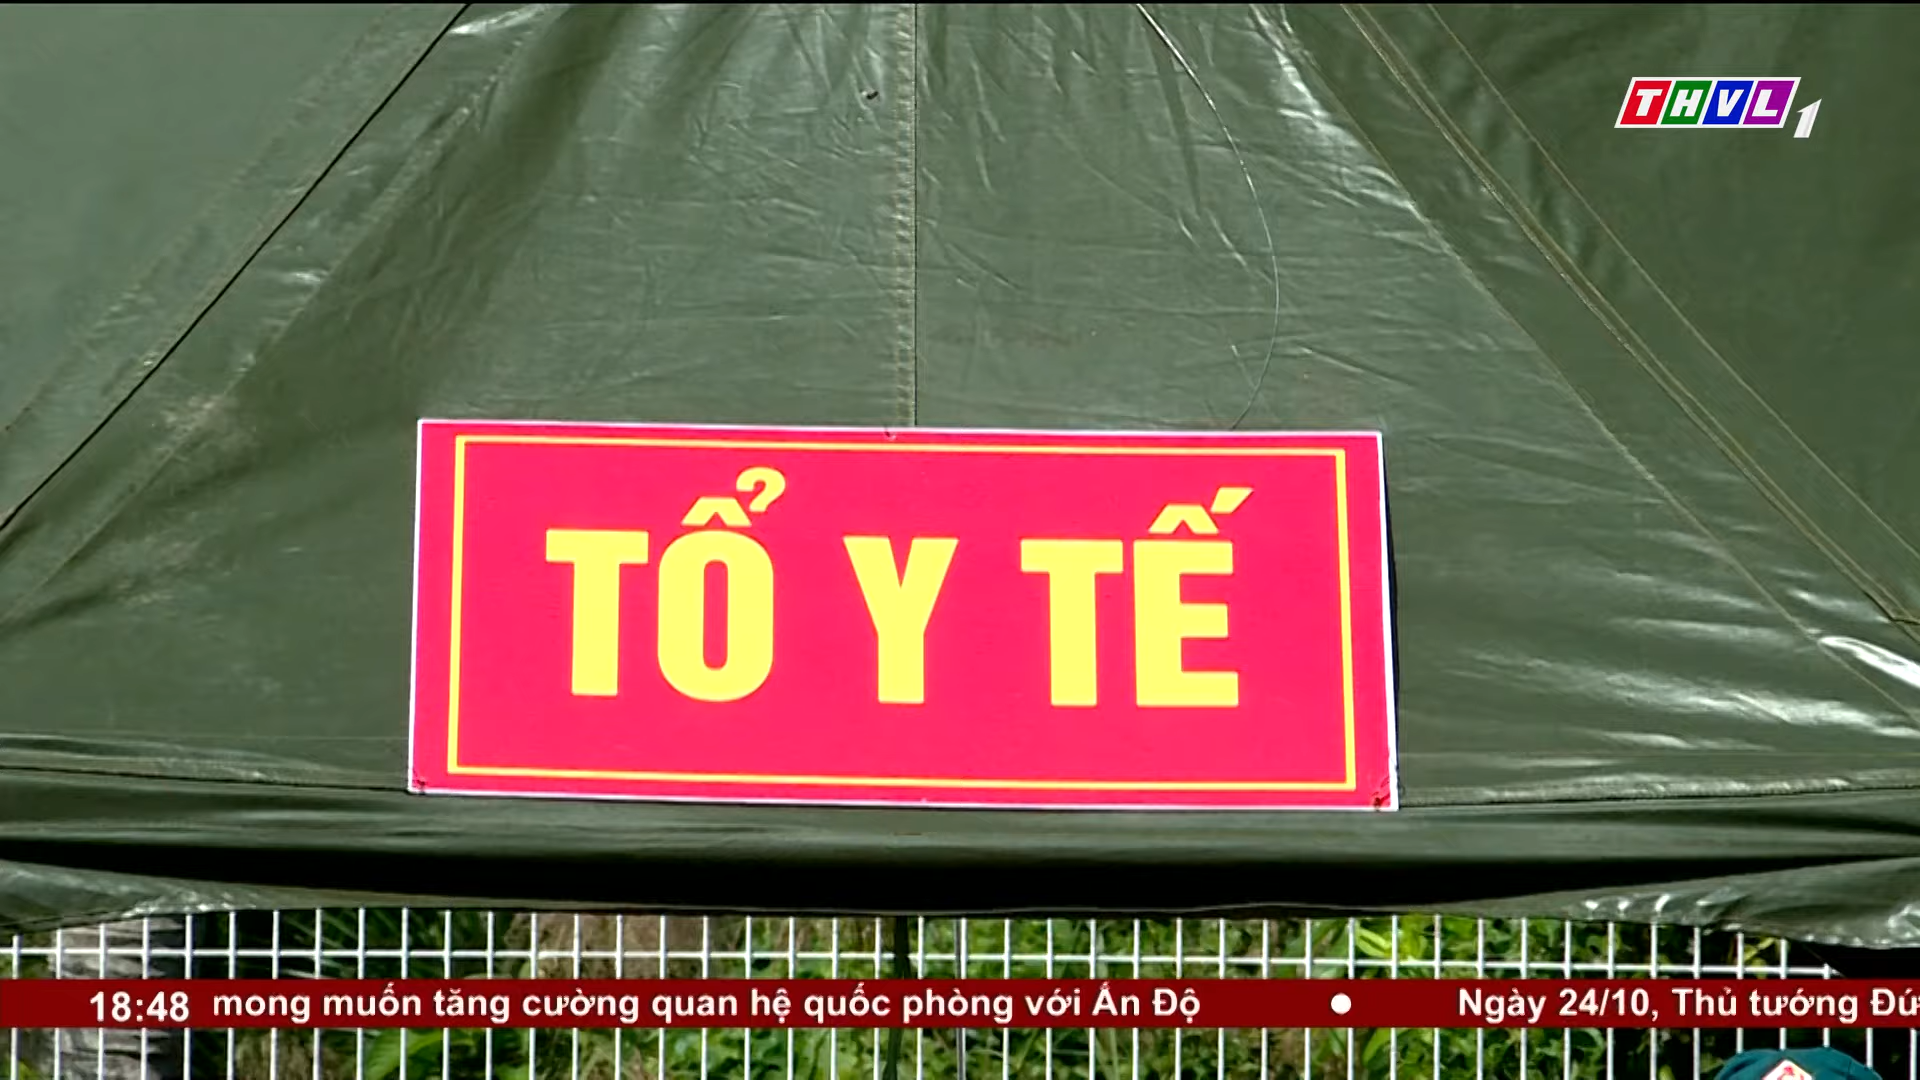 THVL1
TỔ Y TẾ
18:48 mong muốn tăng cường quan hệ quốc phòng với Ấn Độ • Ngày 24/10, Thủ tướng Đứ